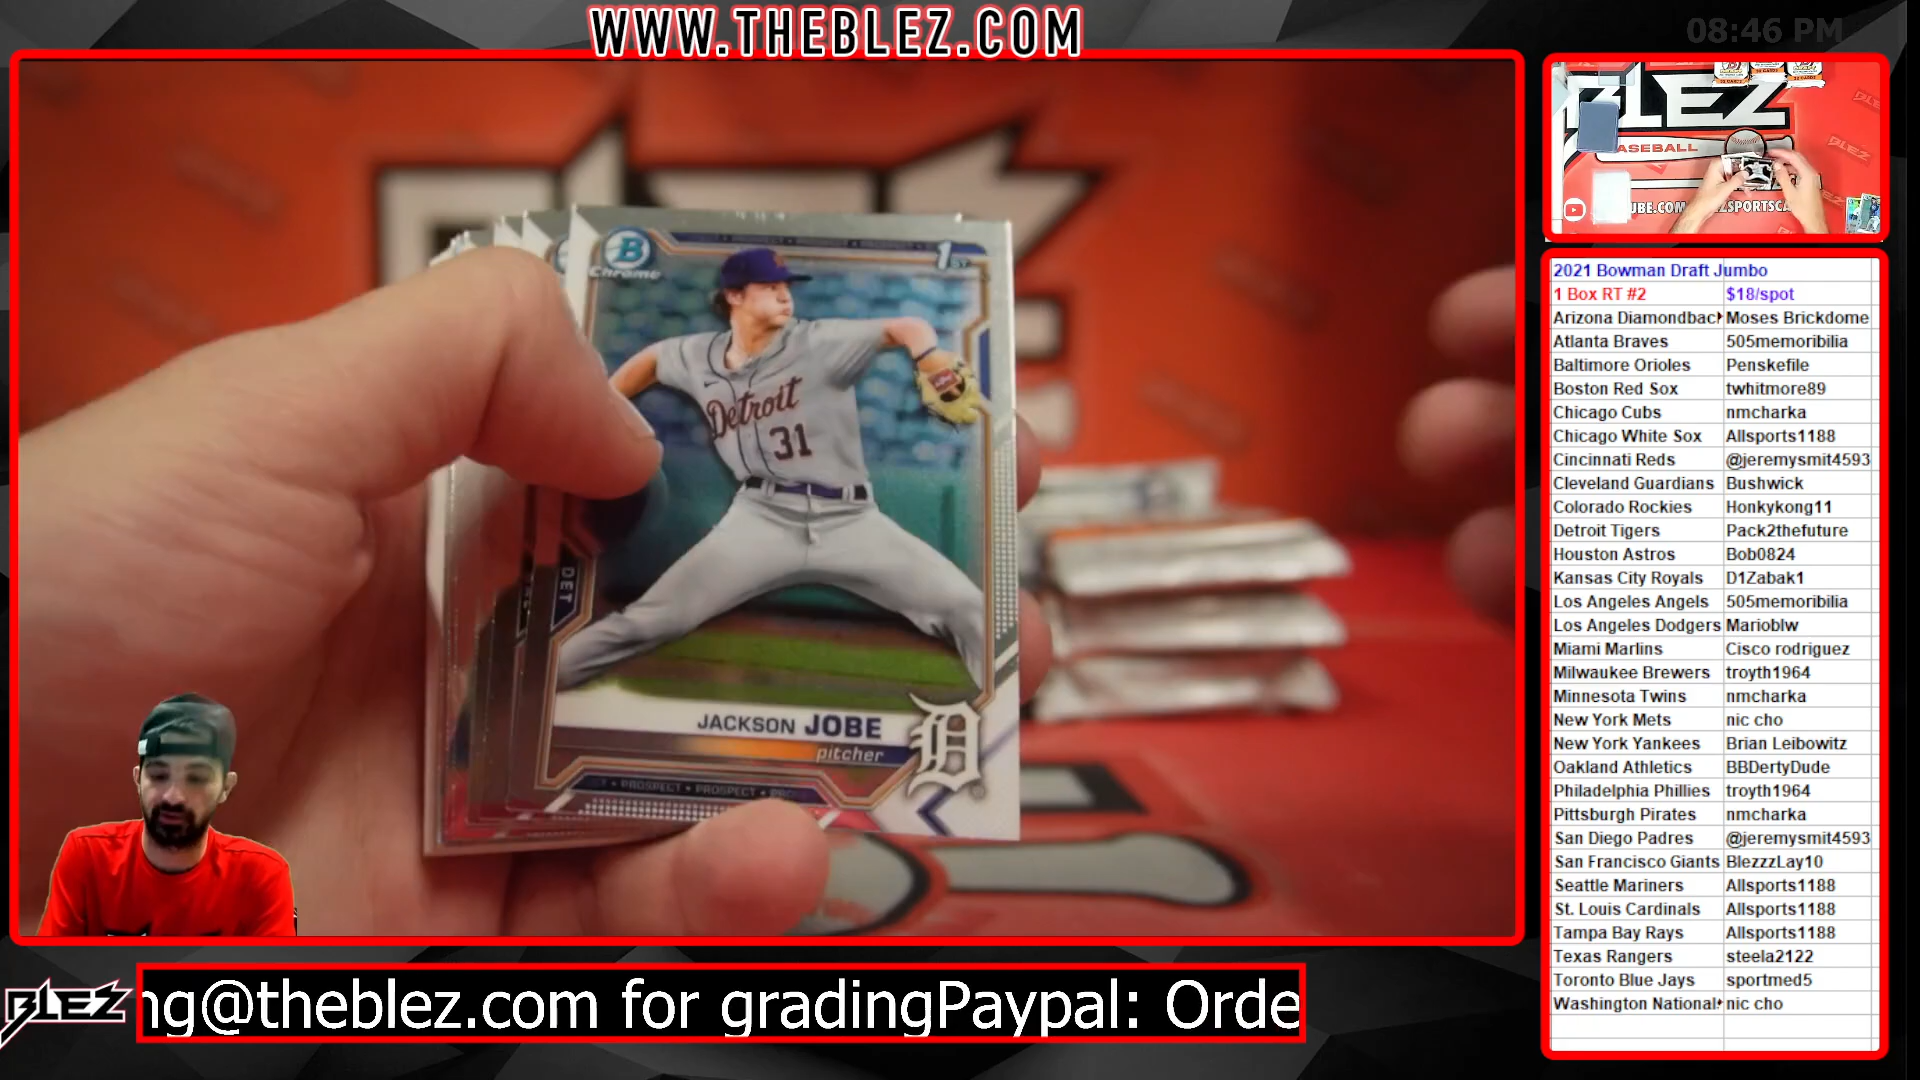 WWW.THEBLEZ.COM
08:46 PM
B
Chrome
1ST
Detroit
31
DET
JACKSON JOBE
pitcher
PROSPECT • PROSPECT
D
BLEZ
ASEBALL
UBE.COM
ZSPORTSCA
2021 Bowman Draft Jumbo
1 Box RT #2 $18/spot
Arizona Diamondbac Moses Brickdome
Atlanta Braves 505memoribilia
Baltimore Orioles Penskefile
Boston Red Sox twhitmore89
Chicago Cubs nmcharka
Chicago White Sox Allsports1188
Cincinnati Reds @jeremysmit4593
Cleveland Guardians Bushwick
Colorado Rockies Honkykong11
Detroit Tigers Pack2thefuture
Houston Astros Bob0824
Kansas City Royals D1Zabak1
Los Angeles Angels 505memoribilia
Los Angeles Dodgers Marioblw
Miami Marlins Cisco rodriguez
Milwaukee Brewers troyth1964
Minnesota Twins nmcharka
New York Mets nic cho
New York Yankees Brian Leibowitz
Oakland Athletics BBDertyDude
Philadelphia Phillies troyth1964
Pittsburgh Pirates nmcharka
San Diego Padres @jeremysmit4593
San Francisco Giants BlezzzLay10
Seattle Mariners Allsports1188
St. Louis Cardinals Allsports1188
Tampa Bay Rays Allsports1188
Texas Rangers steela2122
Toronto Blue Jays sportmed5
Washington National nic cho
BLEZ
ng@theblez.com for gradingPaypal: Orde